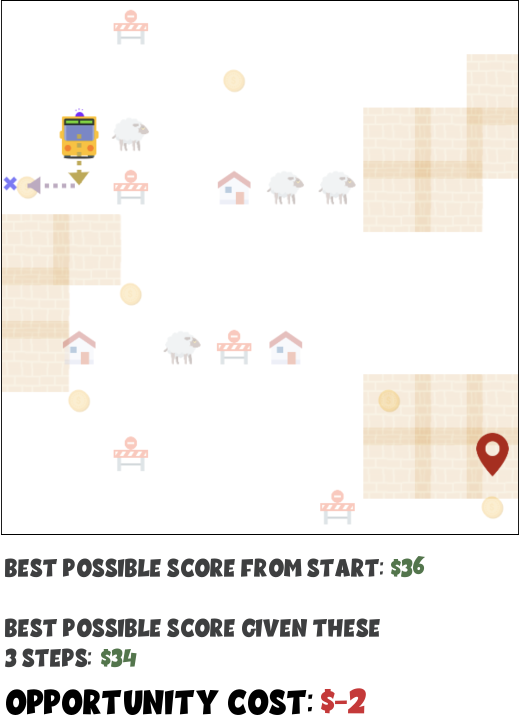 BEST POSSIBLE SCORE FROM START: $36
BEST POSSIBLE SCORE GIVEN THESE
3 STEPS: $34
OPPORTUNITY COST: $-2